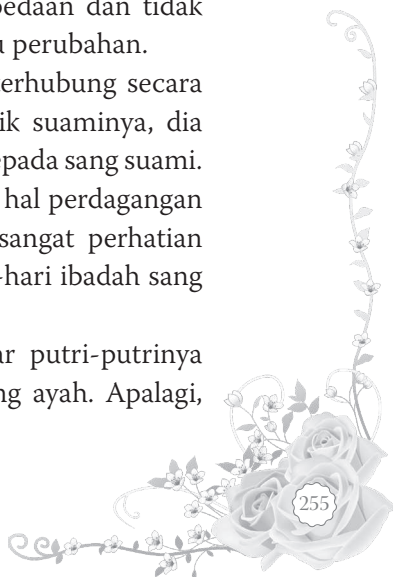 bedaan dan tidak
u perubahan.
erhubung secara
ik suaminya, dia
epada sang suami.
hal perdagangan
sangat perhatian
-hari ibadah sang
ar putri-putrinya
ng ayah. Apalagi,
255